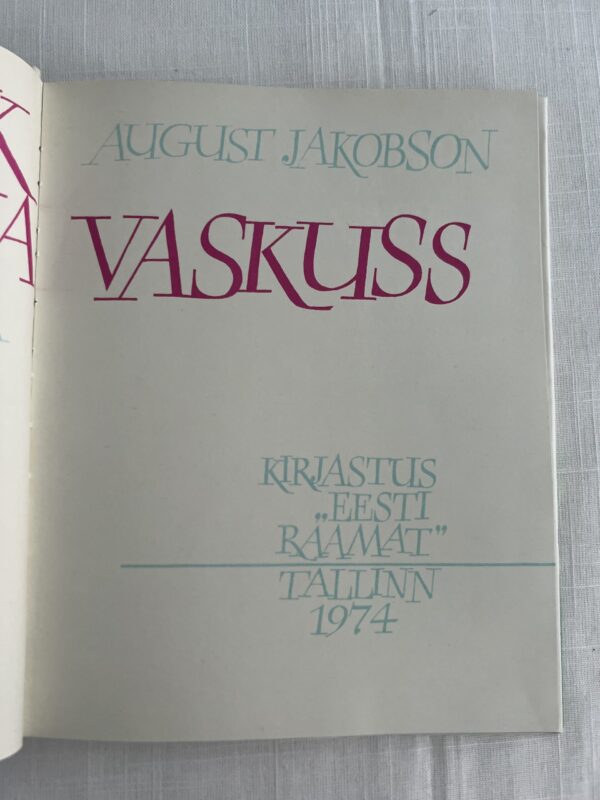 AUGUST JAKOBSON
VASKUSS
KIRJASTUS
„EESTI
RAAMAT”
TALLINN
1974